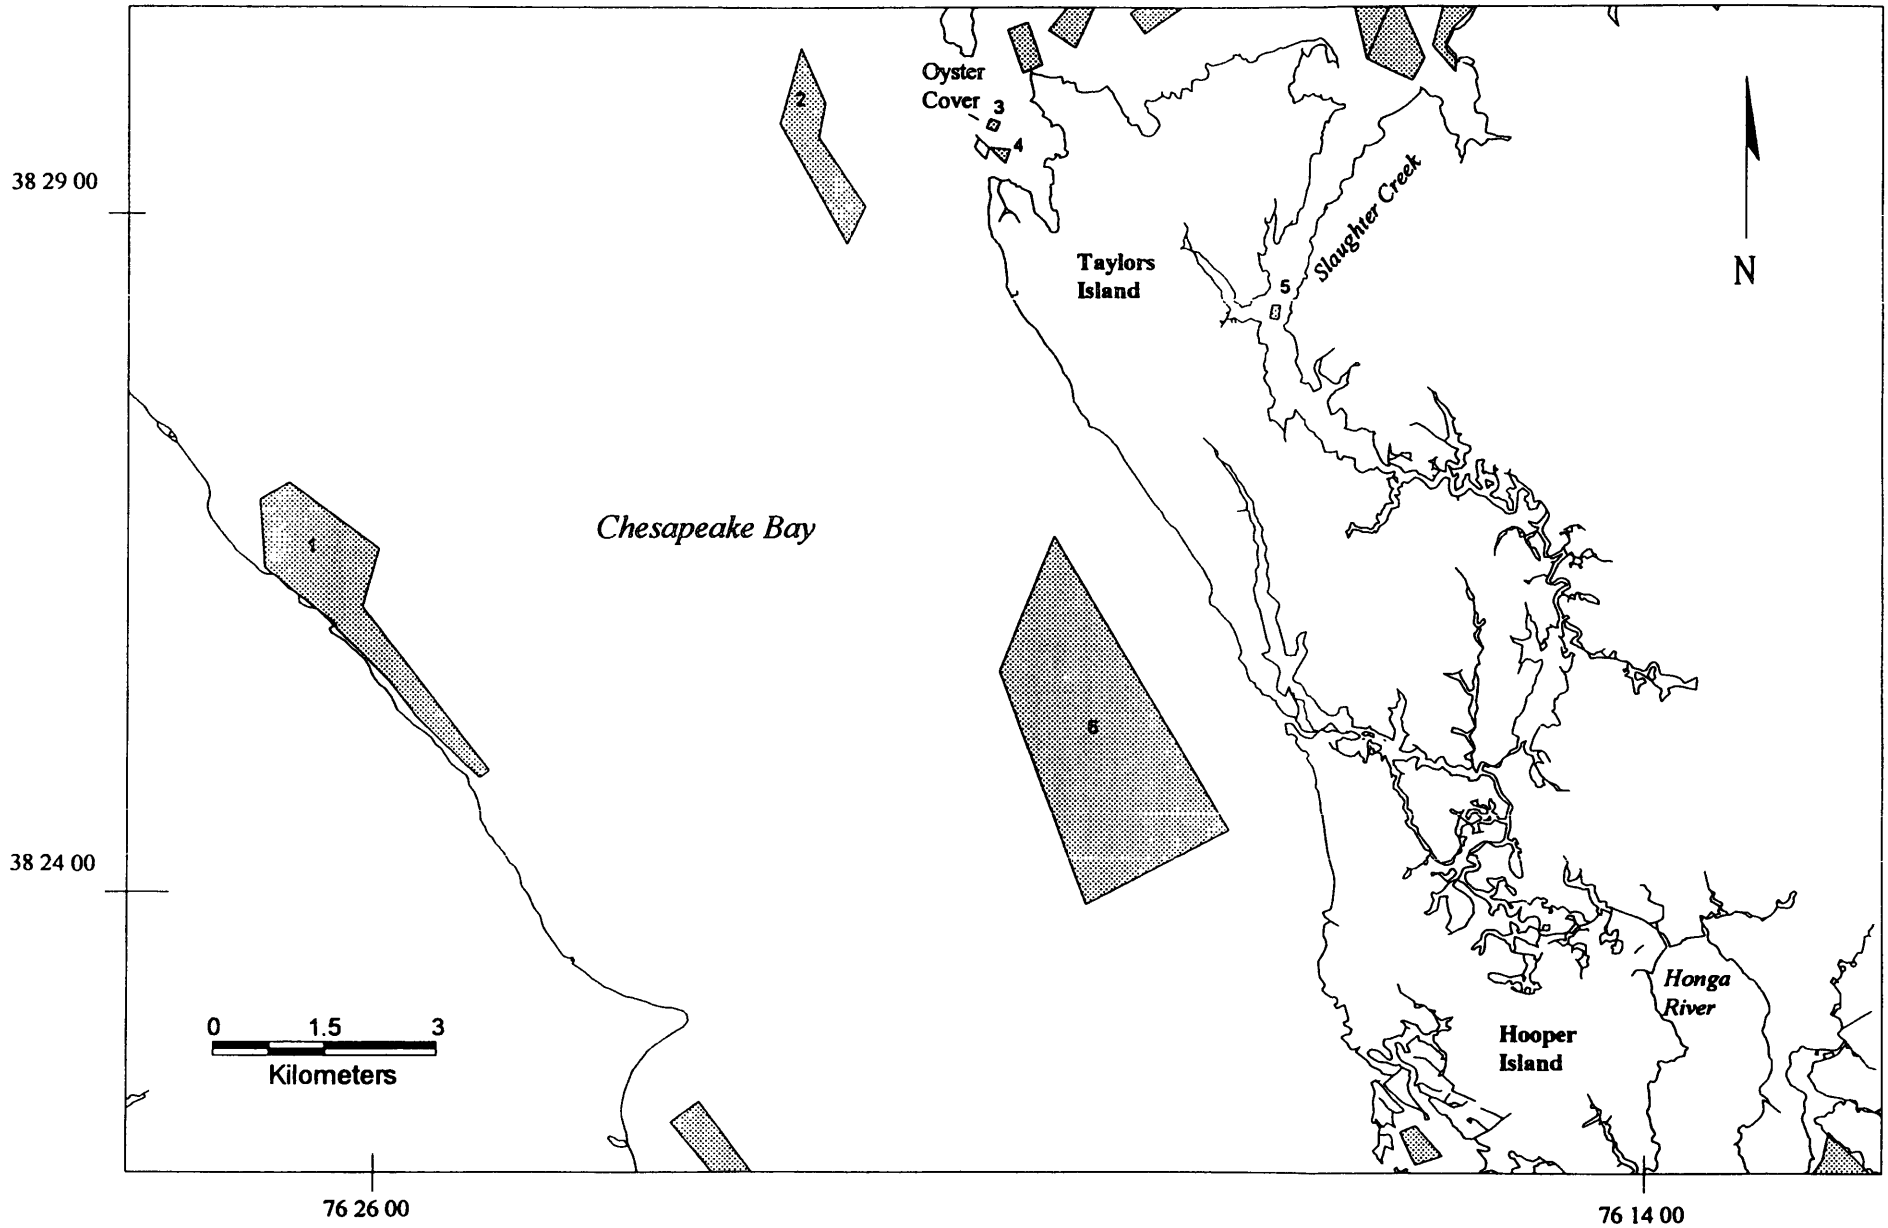 Oyster
Cover
3
2
4
38 29 00
Slaughter Creek
Taylors
Island
5
N
Chesapeake Bay
1
6
38 24 00
Honga
River
0 1.5 3
Kilometers
Hooper
Island
76 26 00
76 14 00